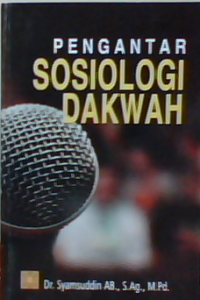 PENGANTAR
SOSIOLOGI
DAKWAH
Dr. Syamsuddin AB., S.Ag., M.Pd.